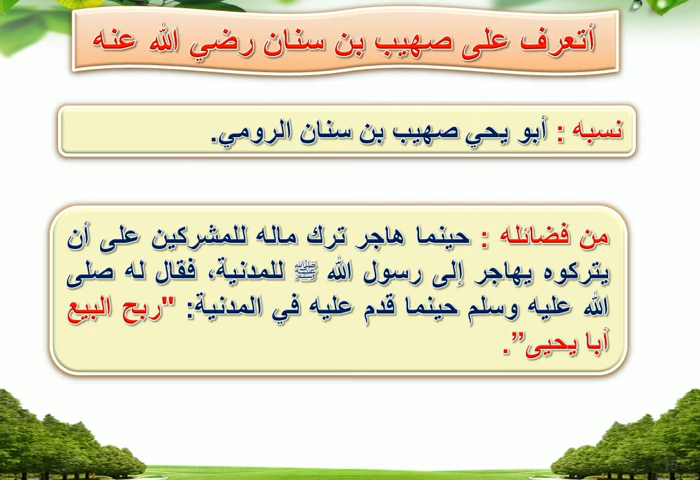 أتعرف على صهيب بن سنان رضي الله عنه
نسبه : أبو يحي صهيب بن سنان الرومي.
من فضائله : حينما هاجر ترك ماله للمشركين على أن
يتركوه يهاجر إلى رسول الله ﷺ للمدنية، فقال له صلى
الله عليه وسلم حينما قدم عليه في المدنية: "ربح البيع
أبا يحيى”.